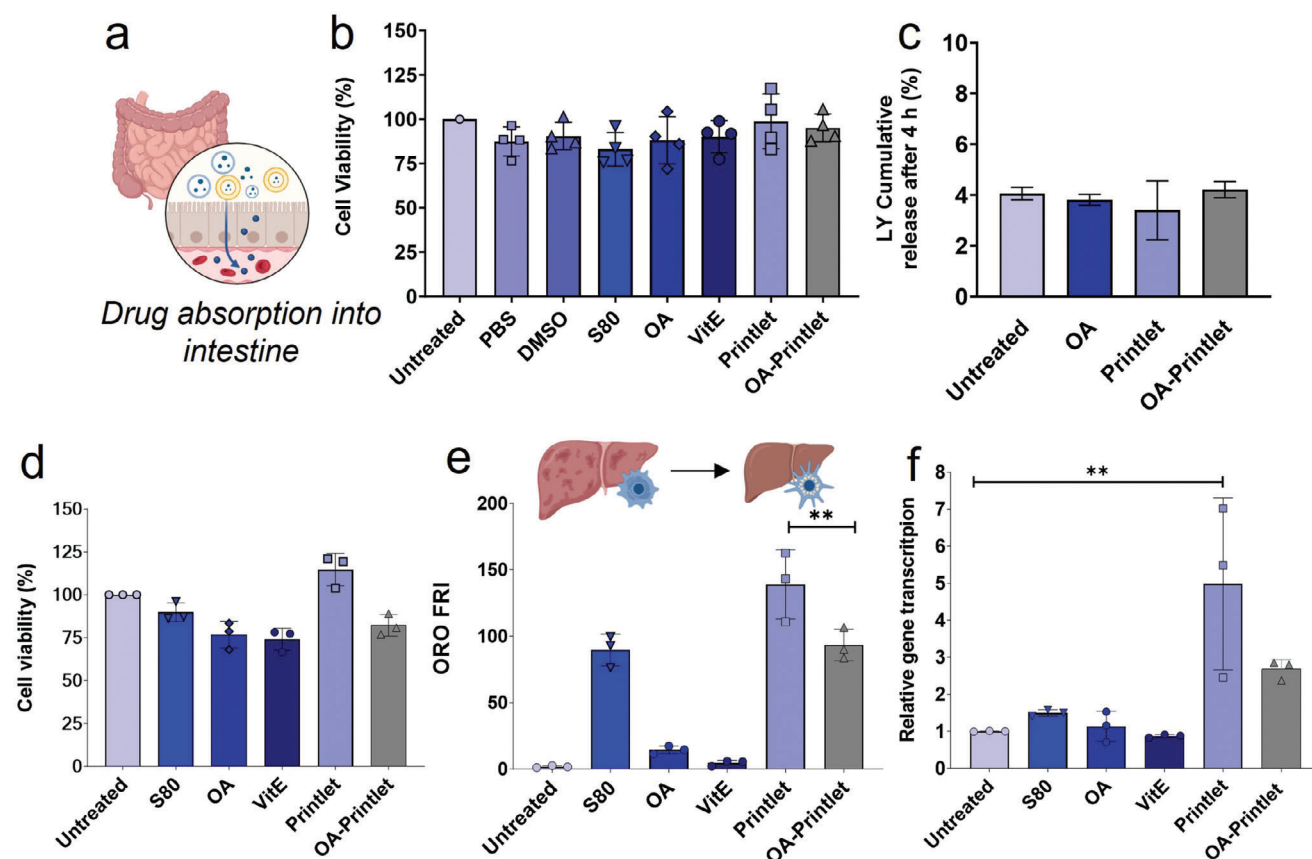 a
Drug absorption into
intestine
b
Cell Viability (%)
150
125
100
75
50
25
0
Untreated
PBS
DMSO
S80
OA
VitE
Printlet
OA-Printlet
c
LY Cumulative
release after 4 h (%)
10
8
6
4
2
0
Untreated
OA
Printlet
OA-Printlet
d
Cell viability (%)
150
125
100
75
50
25
0
Untreated
S80
OA
VitE
Printlet
OA-Printlet
e
ORO FRI
200
150
100
50
0
**
Untreated
S80
OA
VitE
Printlet
OA-Printlet
f
Relative gene transcritpion
8
7
6
5
4
3
2
1
0
**
Untreated
S80
OA
VitE
Printlet
OA-Printlet